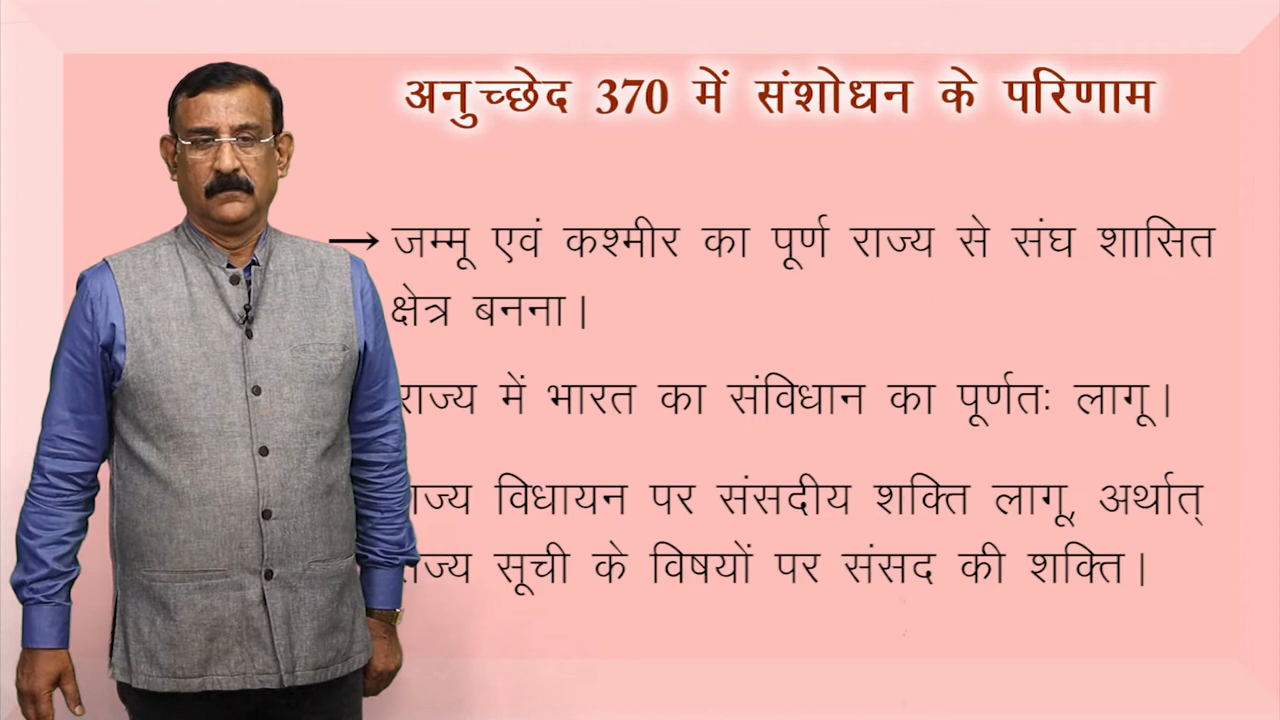 अनुच्छेद 370 में संशोधन के परिणाम
→ जम्मू एवं कश्मीर का पूर्ण राज्य से संघ शासित
क्षेत्र बनना।
राज्य में भारत का संविधान का पूर्णतः लागू।
राज्य विधायन पर संसदीय शक्ति लागू, अर्थात्
राज्य सूची के विषयों पर संसद की शक्ति।